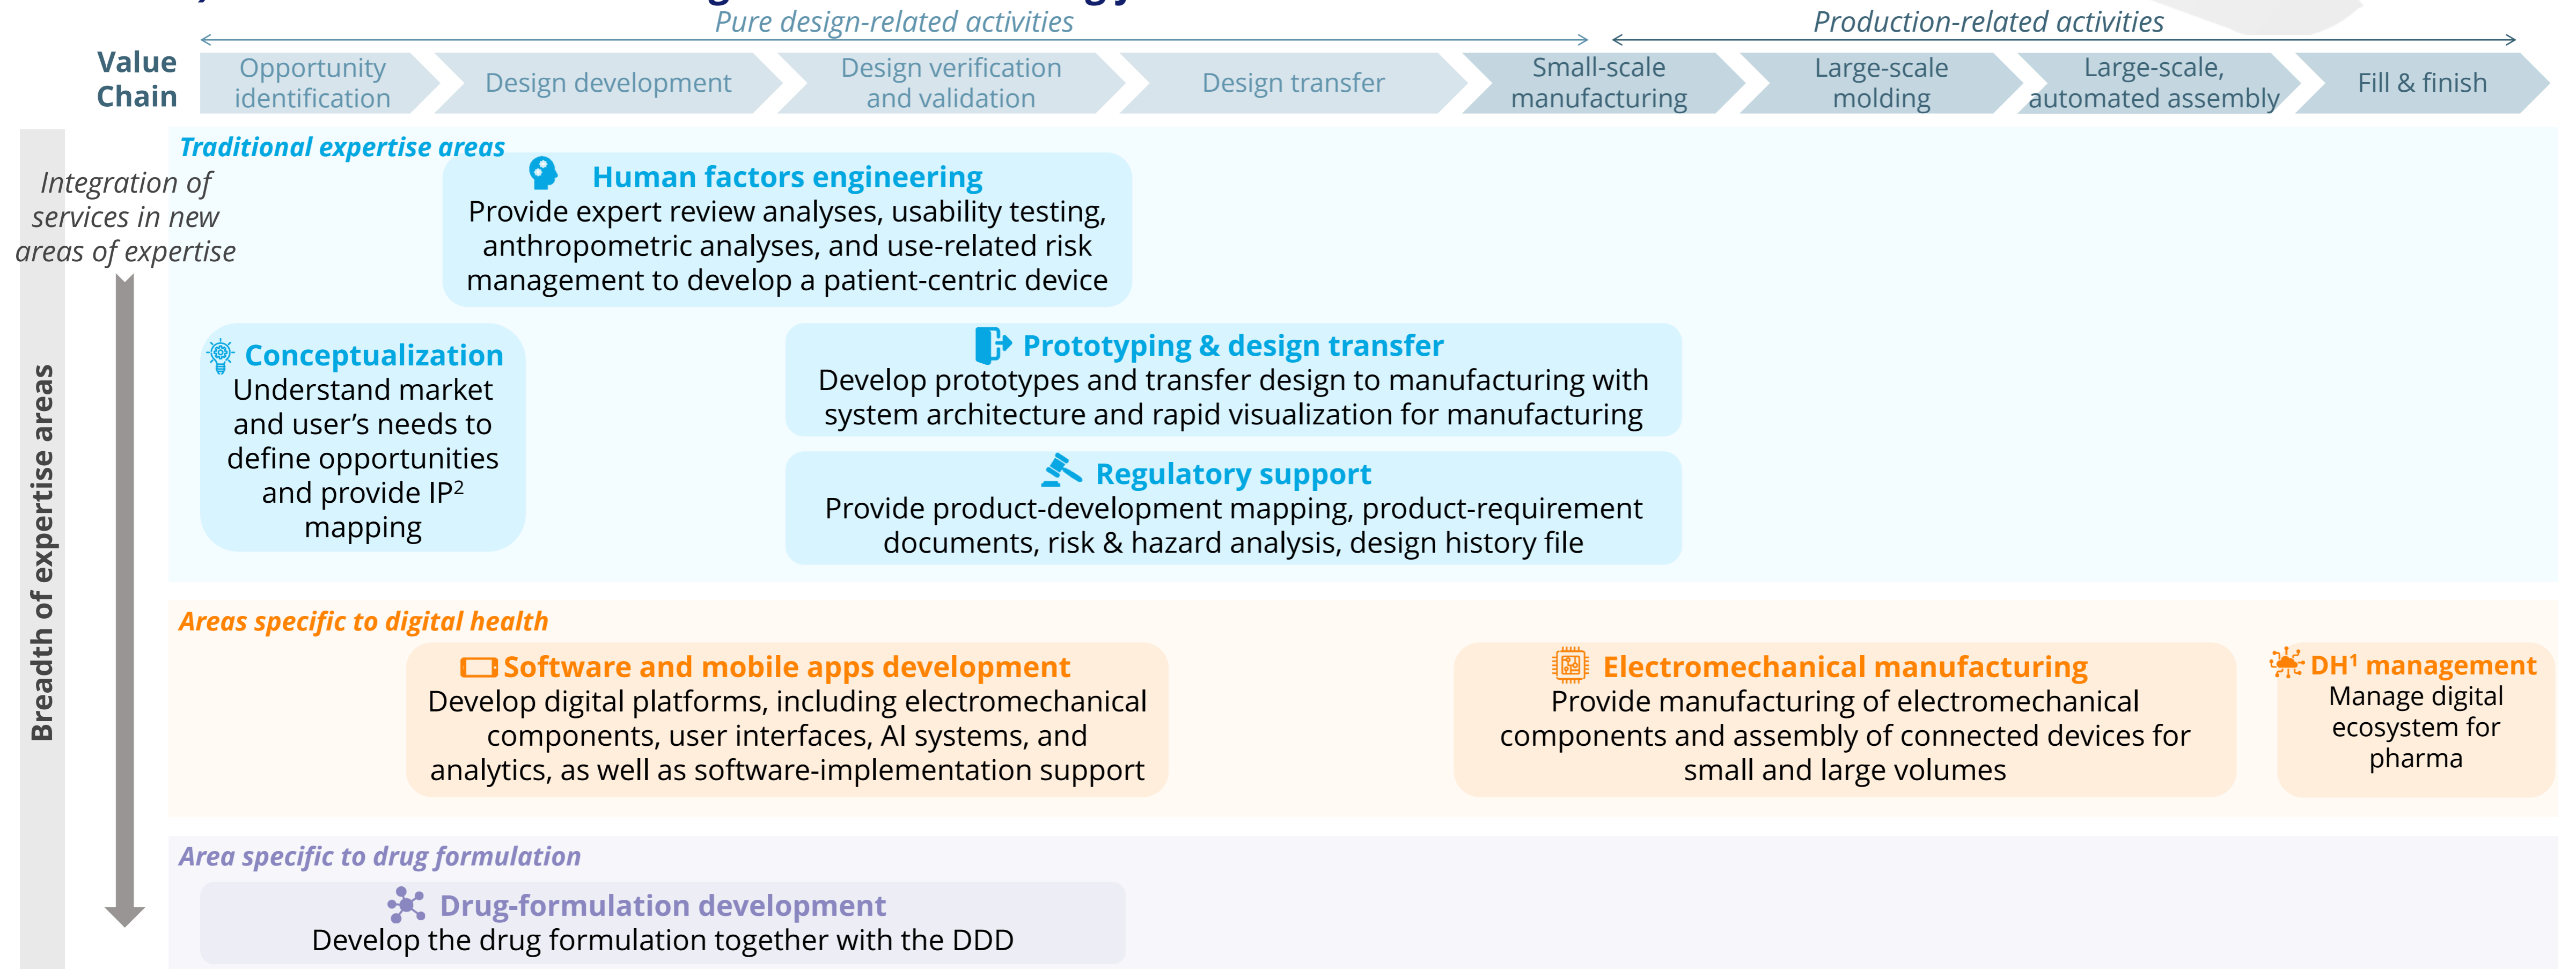 Pure design-related activities
Production-related activities
Value
Chain
Opportunity
identification
Design development
Design verification
and validation
Design transfer
Small-scale
manufacturing
Large-scale
molding
Large-scale,
automated assembly
Fill & finish
Breadth of expertise areas
Integration of
services in new
areas of expertise
Traditional expertise areas
Human factors engineering
Provide expert review analyses, usability testing,
anthropometric analyses, and use-related risk
management to develop a patient-centric device
Conceptualization
Understand market
and user’s needs to
define opportunities
and provide IP²
mapping
Prototyping & design transfer
Develop prototypes and transfer design to manufacturing with
system architecture and rapid visualization for manufacturing
Regulatory support
Provide product-development mapping, product-requirement
documents, risk & hazard analysis, design history file
Areas specific to digital health
Software and mobile apps development
Develop digital platforms, including electromechanical
components, user interfaces, AI systems, and
analytics, as well as software-implementation support
Electromechanical manufacturing
Provide manufacturing of electromechanical
components and assembly of connected devices for
small and large volumes
DH¹ management
Manage digital
ecosystem for
pharma
Area specific to drug formulation
Drug-formulation development
Develop the drug formulation together with the DDD